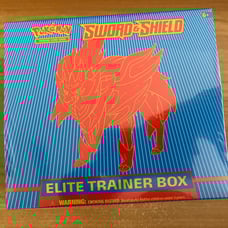 POKÉMON
SWORD & SHIELD
ELITE TRAINER BOX
WARNING: CHOKING HAZARD